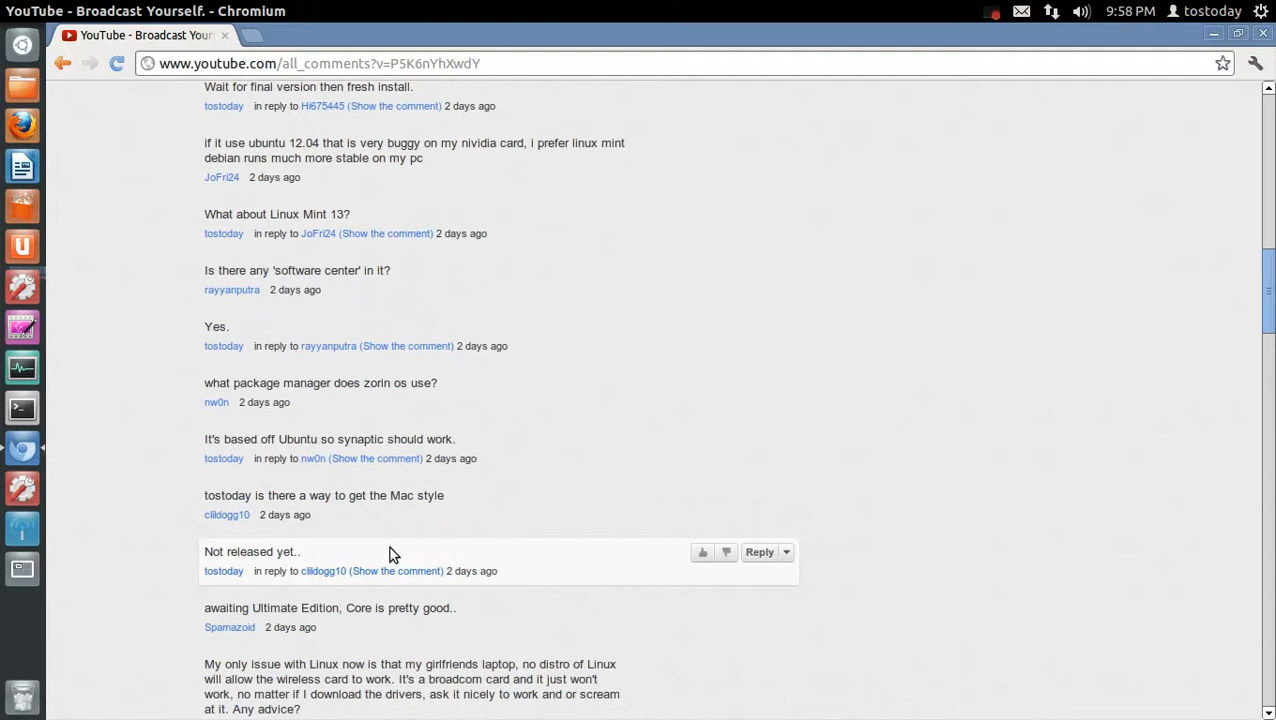 YouTube - Broadcast Yourself. - Chromium
9:58 PM
tostoday
YouTube - Broadcast Your
www.youtube.com/all_comments?v=P5K6nYhXwdY
Wait for final version then fresh install.
tostoday in reply to Hi675445 (Show the comment) 2 days ago
if it use ubuntu 12.04 that is very buggy on my nividia card, i prefer linux mint
debian runs much more stable on my pc
JoFri24 2 days ago
What about Linux Mint 13?
tostoday in reply to JoFri24 (Show the comment) 2 days ago
Is there any 'software center' in it?
rayyanputra 2 days ago
Yes.
tostoday in reply to rayyanputra (Show the comment) 2 days ago
what package manager does zorin os use?
nw0n 2 days ago
It's based off Ubuntu so synaptic should work.
tostoday in reply to nw0n (Show the comment) 2 days ago
tostoday is there a way to get the Mac style
clildogg10 2 days ago
Not released yet..
Reply
tostoday in reply to clildogg10 (Show the comment) 2 days ago
awaiting Ultimate Edition, Core is pretty good..
Spamazoid 2 days ago
My only issue with Linux now is that my girlfriends laptop, no distro of Linux
will allow the wireless card to work. It's a broadcom card and it just won't
work, no matter if I download the drivers, ask it nicely to work and or scream
at it. Any advice?